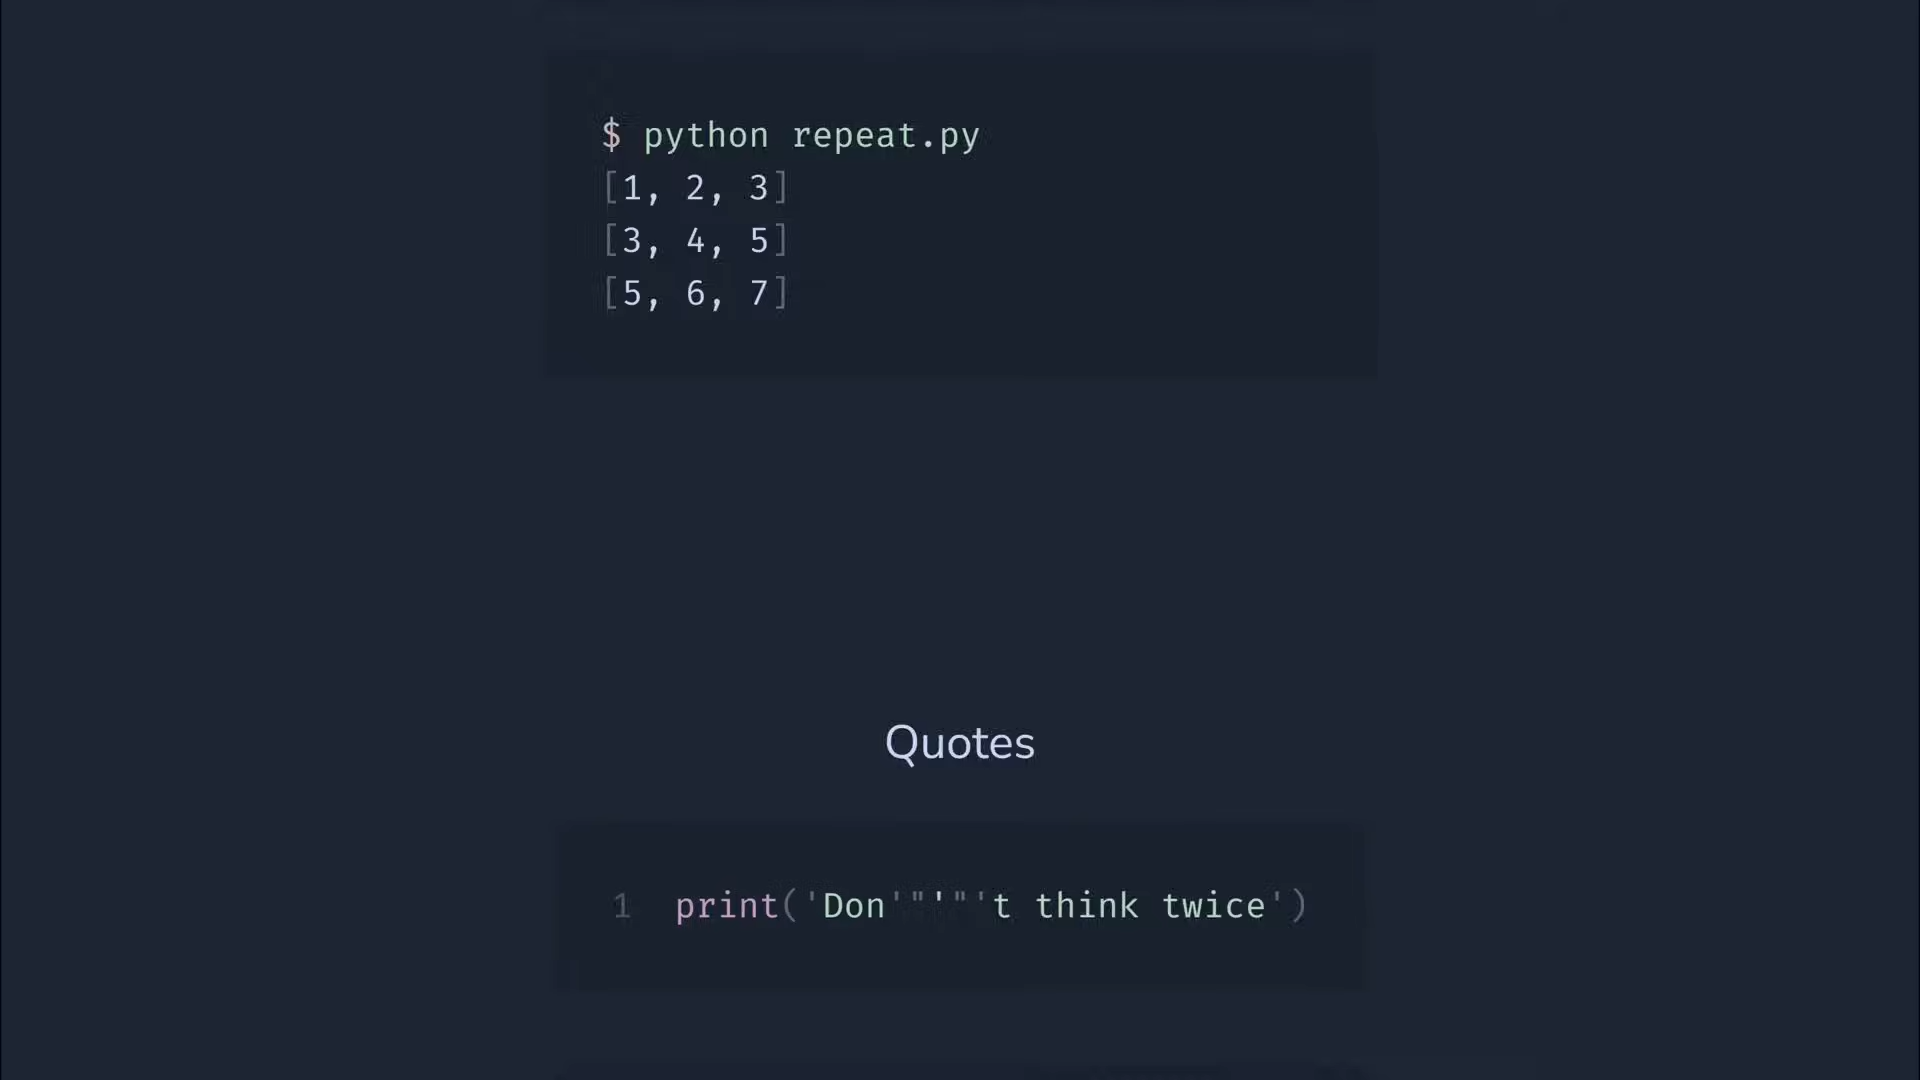 $ python repeat.py
[1, 2, 3]
[3, 4, 5]
[5, 6, 7]
Quotes
1 print('Don'"'"'t think twice')